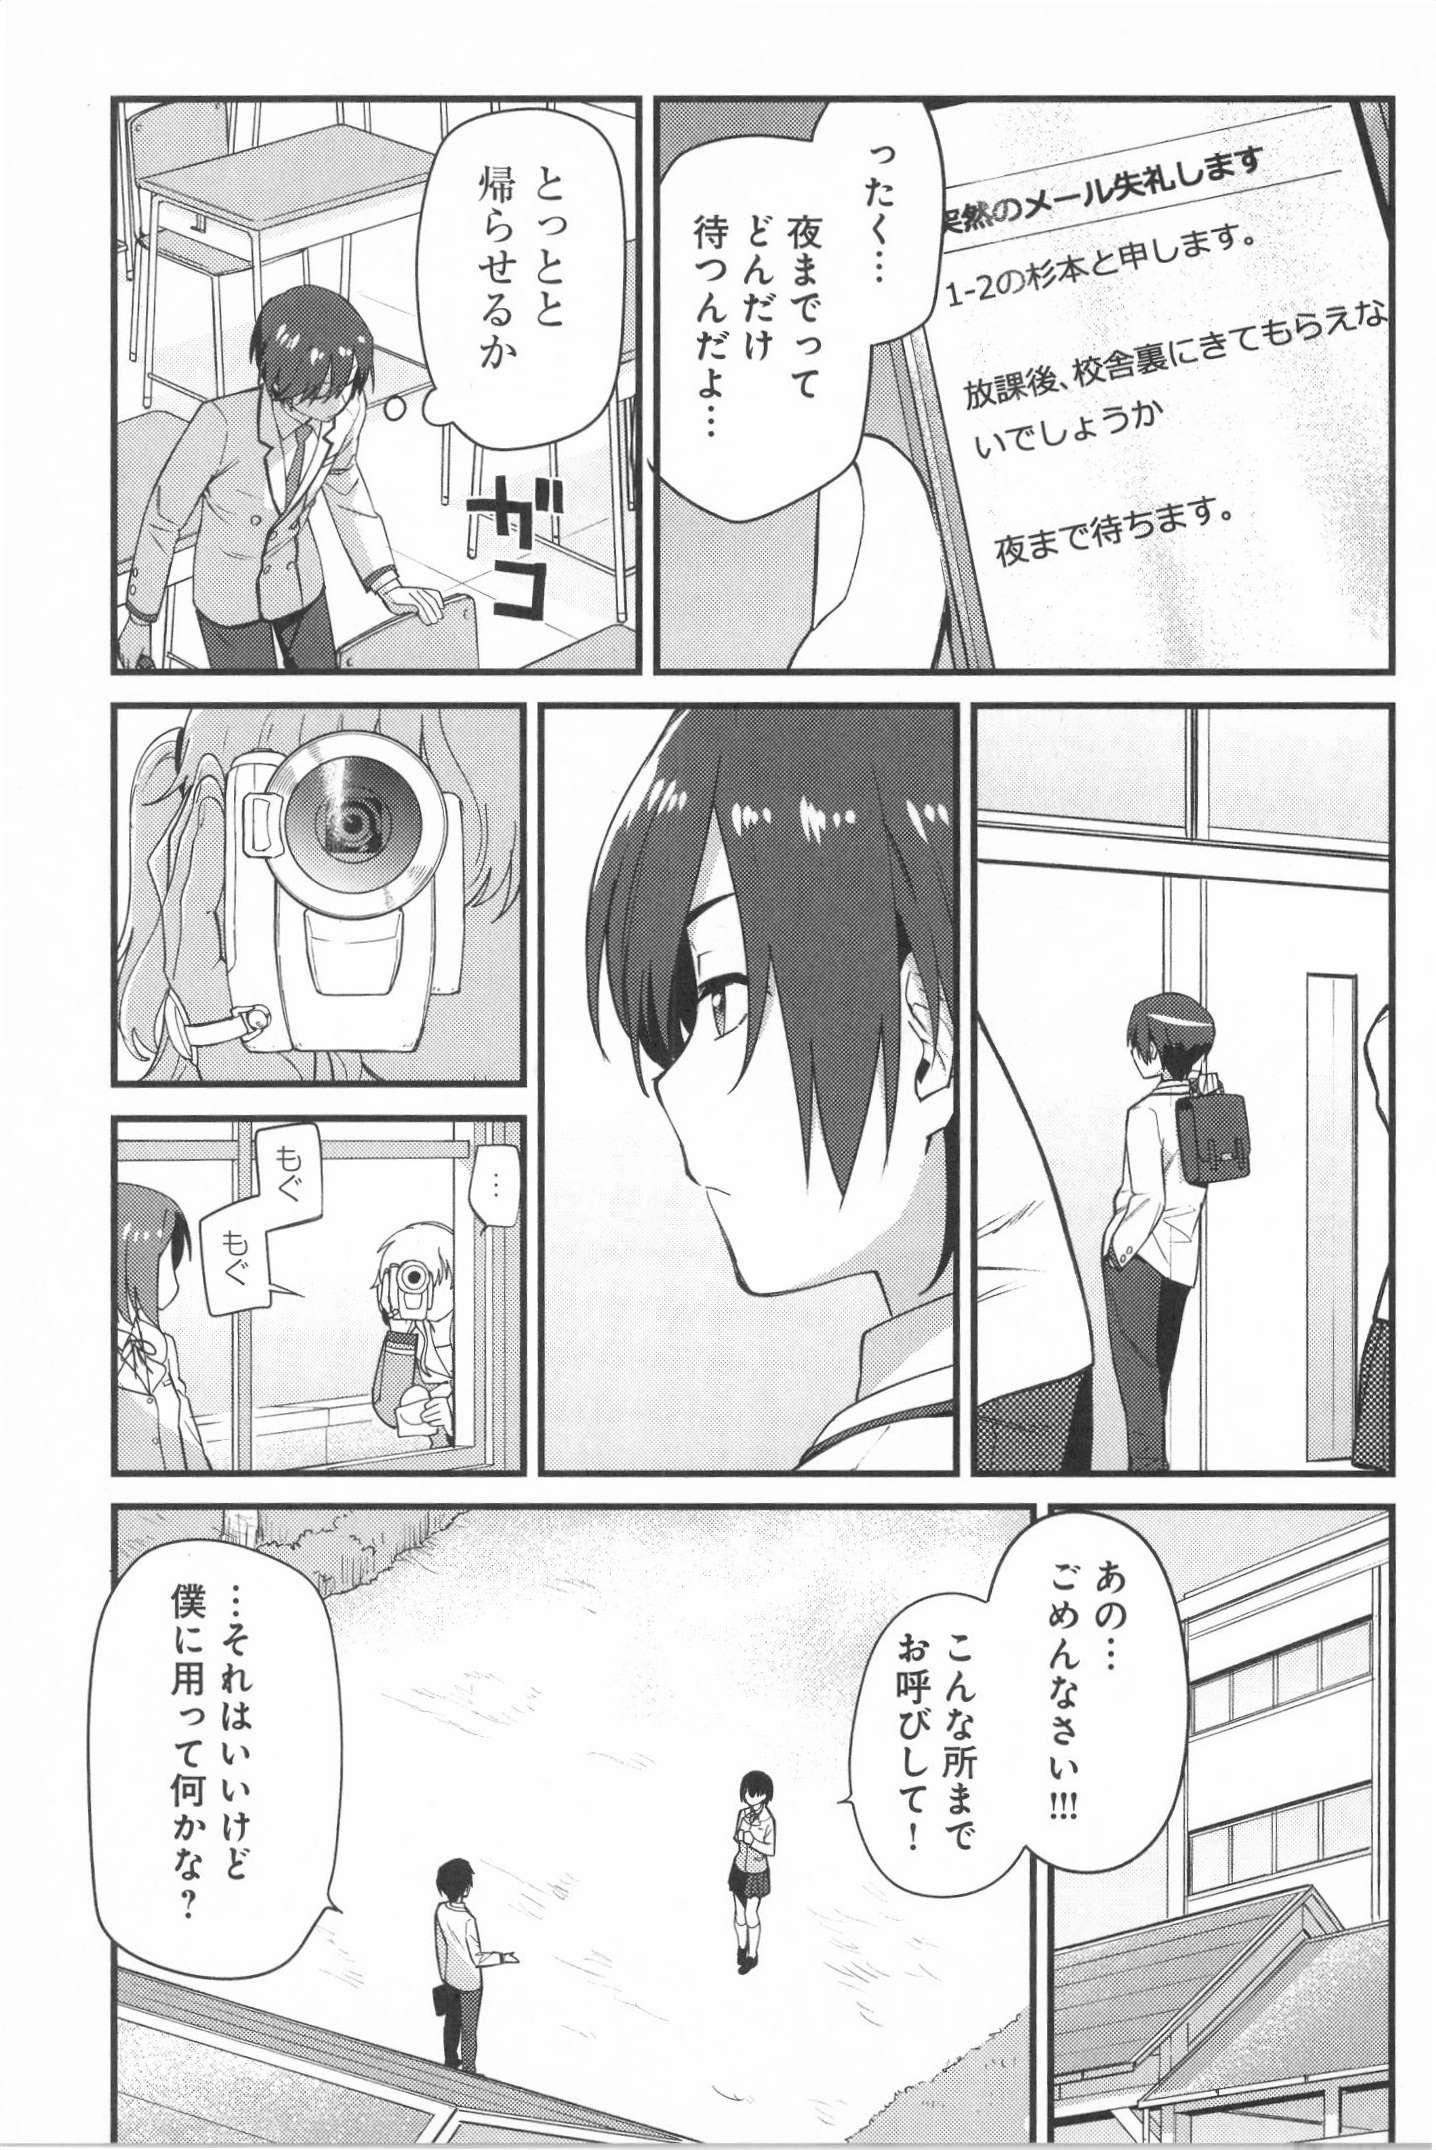 突然のメール失礼します
1-2の杉本と申します。
放課後、校舎裏にきてもらえな
いでしょうか
夜まで待ちます。
ったく…
夜までって
どんだけ
待つんだよ…
とっとと
帰らせるか
ガコ
…
もぐ
もぐ
あの…
ごめんなさい!!!
こんな所まで
お呼びして!
…それはいいけど
僕に用って何かな?